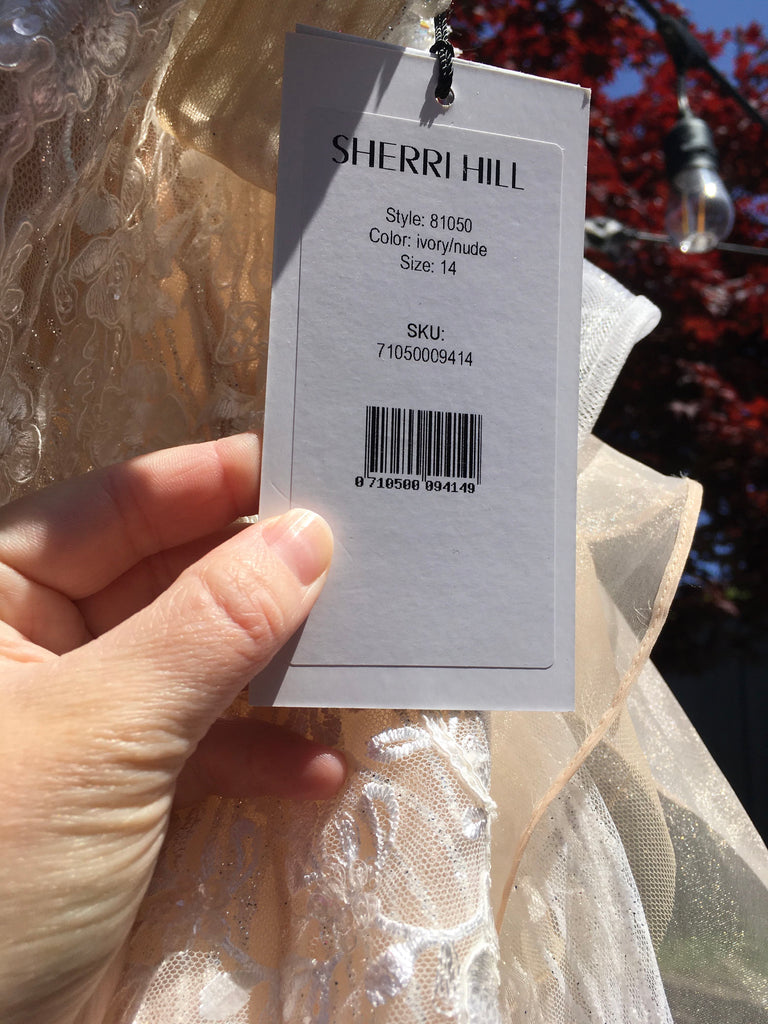 SHERRI HILL
Style: 81050
Color: ivory/nude
Size: 14
SKU:
71050009414
0 710500 094149